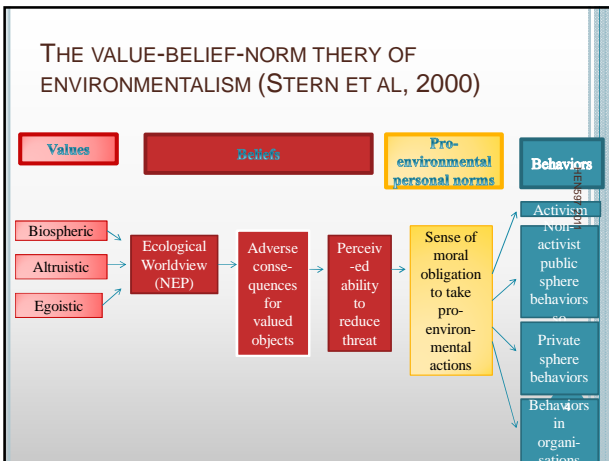 THE VALUE-BELIEF-NORM THERY OF
ENVIRONMENTALISM (STERN ET AL, 2000)
Values
Beliefs
Pro-
environmental
personal norms
Behaviors
Biospheric
Altruistic
Egoistic
Ecological
Worldview
(NEP)
Adverse
conse-
quences
for
valued
objects
Perceiv
-ed
ability
to
reduce
threat
Sense of
moral
obligation
to take
pro-
environ-
mental
actions
Activism
Non-
activist
public
sphere
behaviors
so
Private
sphere
behaviors
Behaviors
in
organi-
sations
4